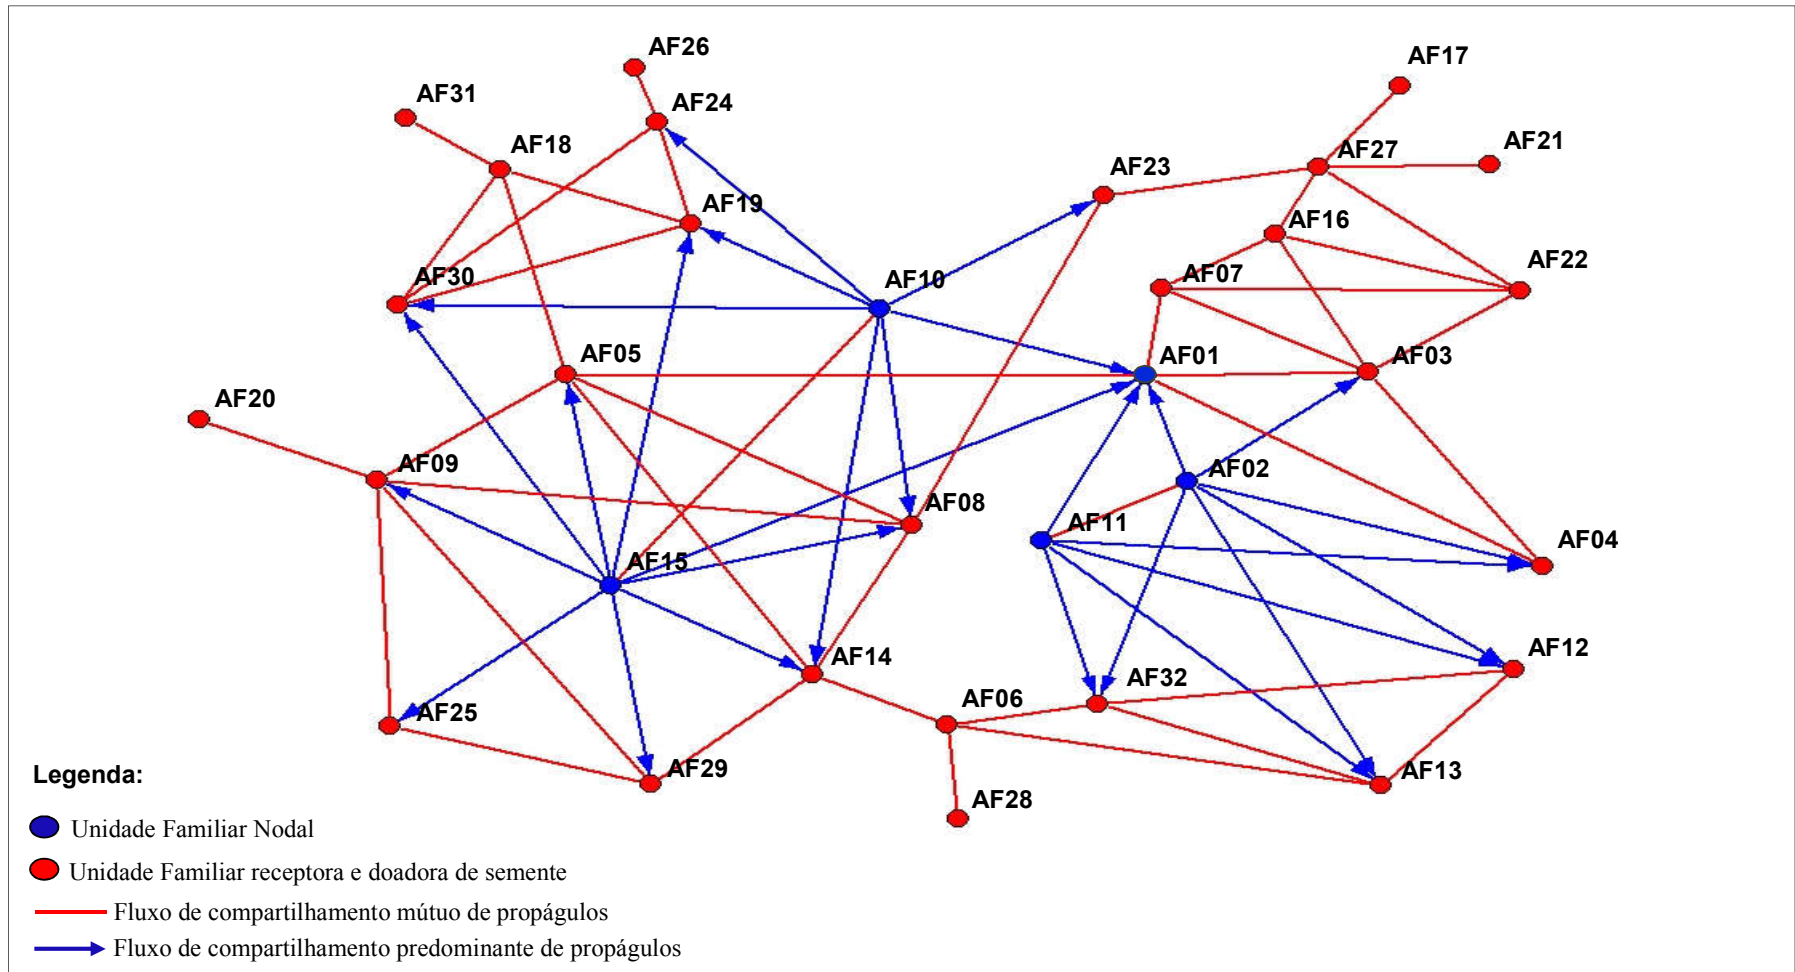 AF26
AF17
AF31
AF24
AF18
AF27
AF21
AF23
AF19
AF16
AF30
AF10
AF07
AF22
AF05
AF01
AF03
AF20
AF09
AF02
AF08
AF11
AF15
AF04
AF14
AF12
AF32
AF25
AF06
AF29
AF13
AF28
Legenda:
Unidade Familiar Nodal
Unidade Familiar receptora e doadora de semente
Fluxo de compartilhamento mútuo de propágulos
Fluxo de compartilhamento predominante de propágulos